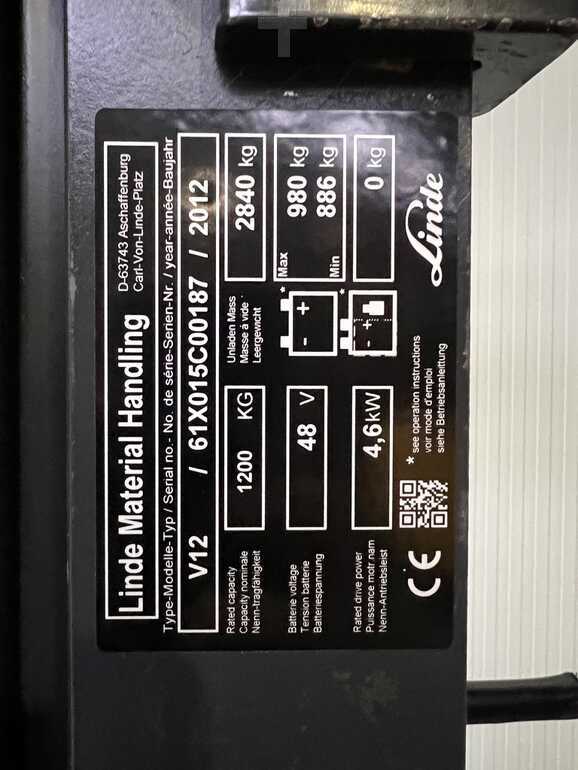 Linde Material Handling
D-63743 Aschaffenburg
Carl-Von-Linde-Platz
Type-Modelle-Typ / Serial no.- No. de série-Serien-Nr. / year-année-Baujahr
V12 / 61X015C00187 / 2012
Rated capacity
Capacity nominale
Nenn-tragfähigkeit
1200 KG
Unladen Mass
Masse à vide
Leergewicht
2840 kg
Batterie voltage
Tension batterie
Batteriespannung
48 V
- +
*
Max 980 kg
Min 886 kg
Rated drive power
Puissance motr.nom
Nenn-Antriebsleist
4,6kW
- +
*
0 kg
CE
* see operation instructions
voir mode d'emploi
siehe Betriebsanleitung
Linde